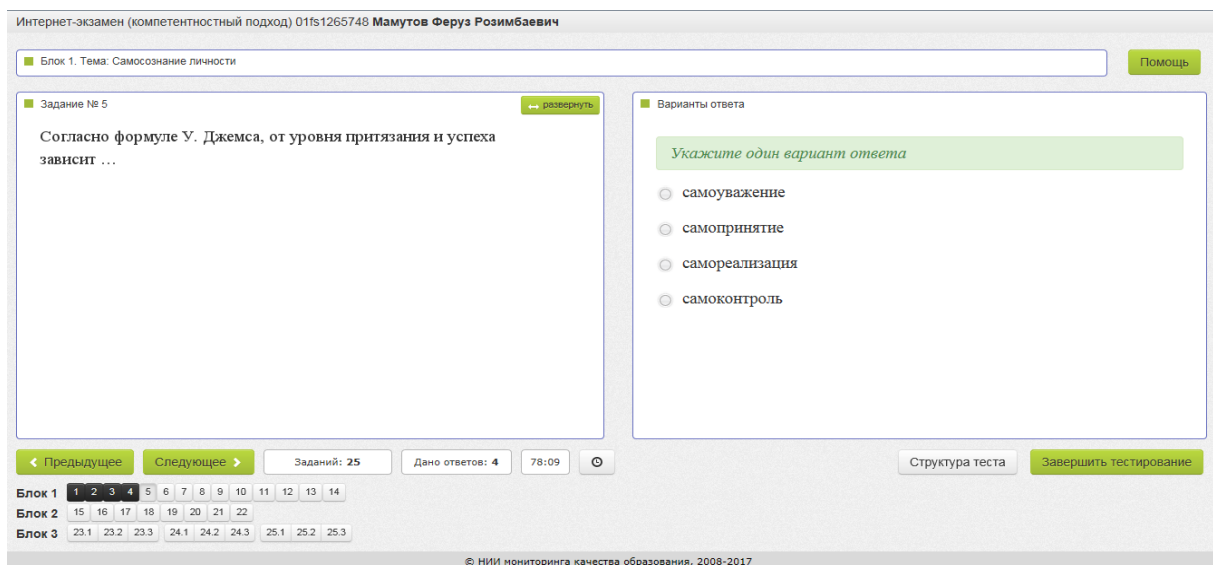 Интернет-экзамен (компетентностный подход) 01fs1265748 Мамутов Феруз Розимбаевич
Блок 1. Тема: Самосознание личности
Помощь
Задание № 5
развернуть
Согласно формуле У. Джемса, от уровня притязания и успеха
зависит …
Варианты ответа
Укажите один вариант ответа
самоуважение
самопринятие
самореализация
самоконтроль
Предыдущее
Следующее
Заданий: 25
Дано ответов: 4
78:09
Структура теста
Завершить тестирование
Блок 1 1 2 3 4 5 6 7 8 9 10 11 12 13 14
Блок 2 15 16 17 18 19 20 21 22
Блок 3 23.1 23.2 23.3 24.1 24.2 24.3 25.1 25.2 25.3
© НИИ мониторинга качества образования, 2008-2017